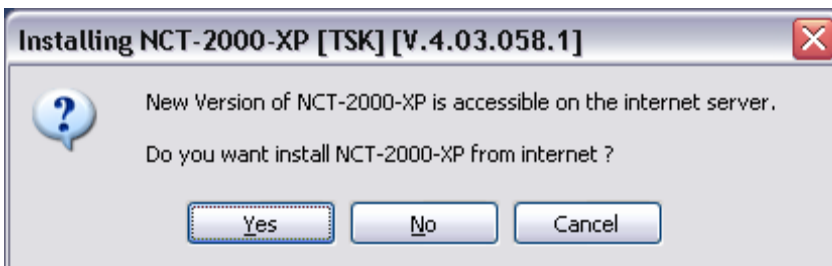 Installing NCT-2000-XP [TSK] [V.4.03.058.1]
New Version of NCT-2000-XP is accessible on the internet server.
Do you want install NCT-2000-XP from internet ?
Yes No Cancel